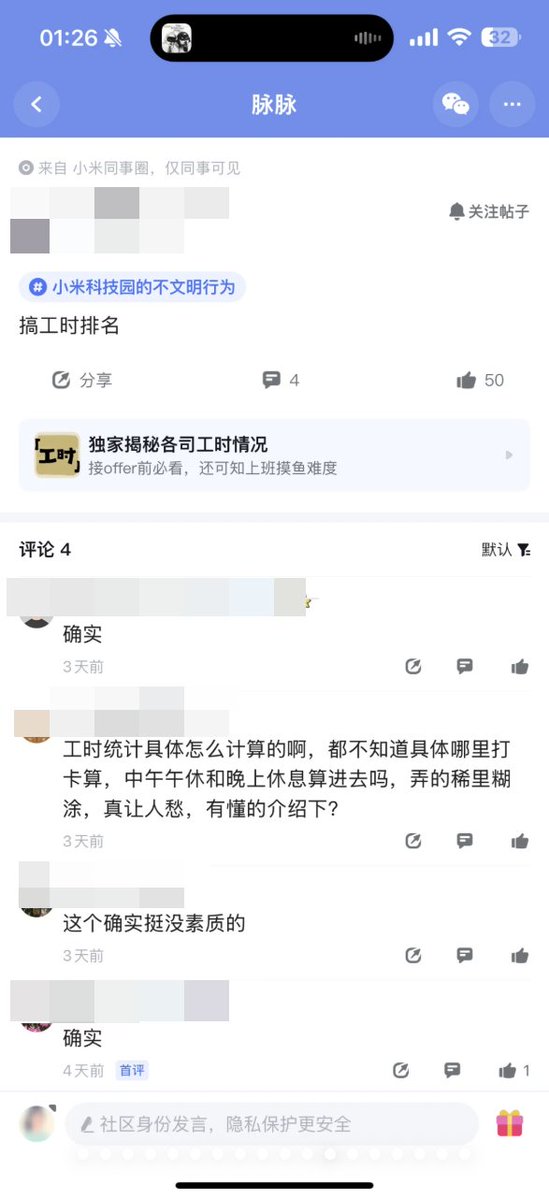 01:26
32
脉脉
来自 小米同事圈，仅同事可见
关注帖子
# 小米科技园的不文明行为
搞工时排名
分享
4
50
「工时」
独家揭秘各司工时情况
接offer前必看，还可知上班摸鱼难度
评论 4
默认
确实
3天前
工时统计具体怎么计算的啊，都不知道具体哪里打
卡算，中午午休和晚上休息算进去吗，弄的稀里糊
涂，真让人愁，有懂的介绍下？
3天前
这个确实挺没素质的
3天前
确实
4天前
首评
1
社区身份发言，隐私保护更安全